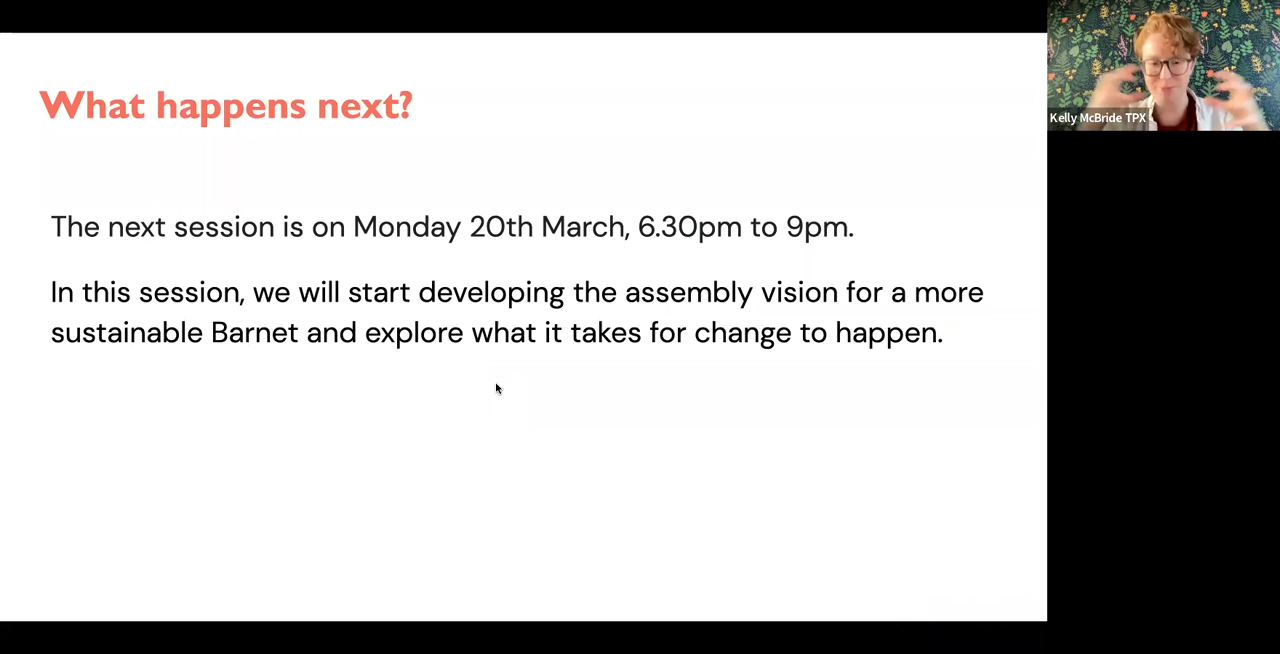 What happens next?
Kelly McBride TPX
The next session is on Monday 20th March, 6.30pm to 9pm.
In this session, we will start developing the assembly vision for a more
sustainable Barnet and explore what it takes for change to happen.